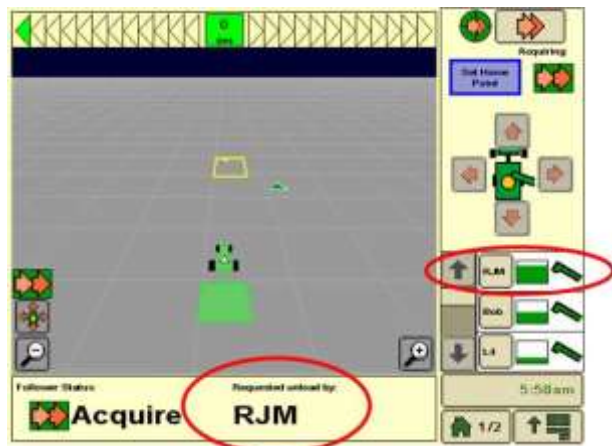 0
Requiring
Set Home
Point
RJM
Bob
Follower Status
Requested unload by:
Acquire
RJM
5:58am
1/2